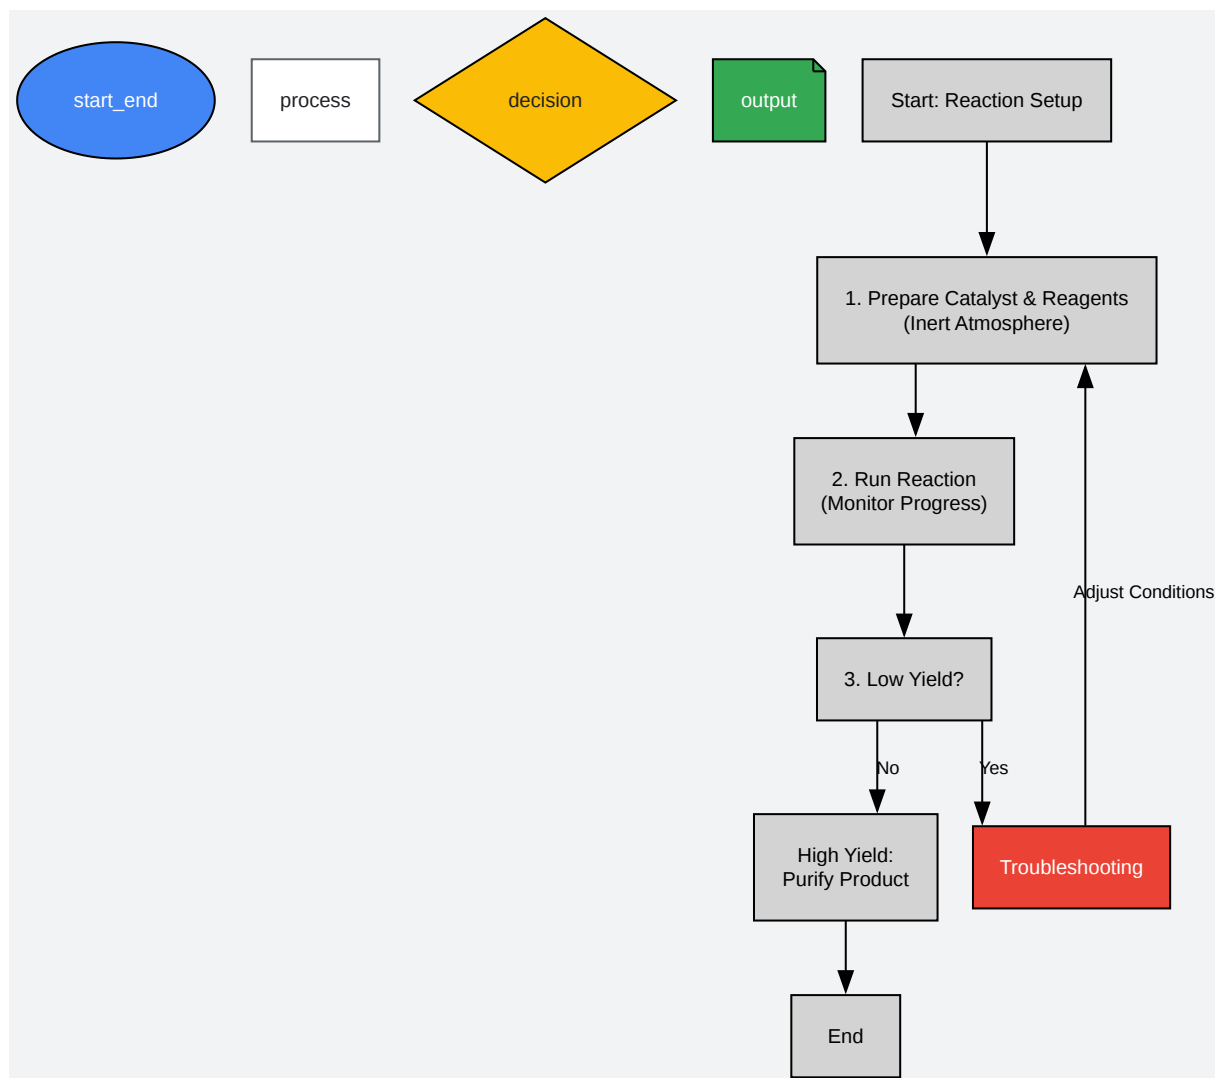 start_end
process
decision
output
Start: Reaction Setup
1. Prepare Catalyst & Reagents
(Inert Atmosphere)
2. Run Reaction
(Monitor Progress)
Adjust Conditions
3. Low Yield?
No
Yes
High Yield:
Purify Product
Troubleshooting
End